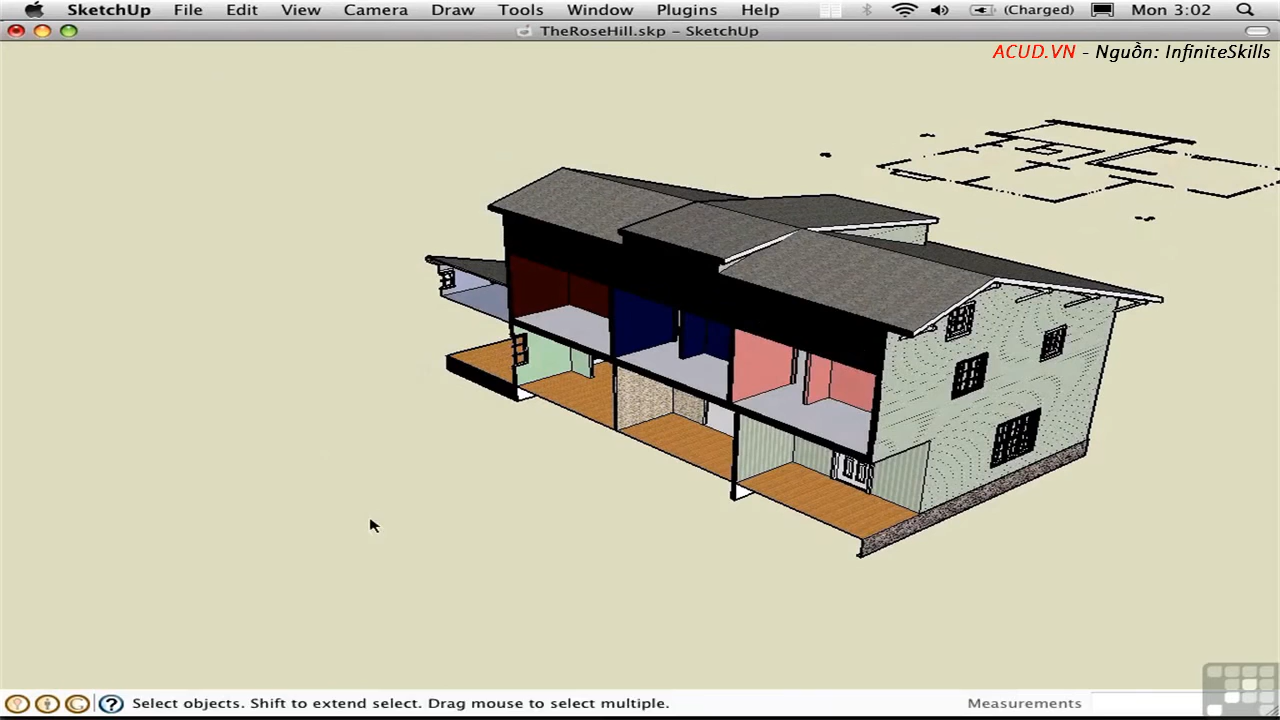 SketchUp File Edit View Camera Draw Tools Window Plugins Help (Charged) Mon 3:02
TheRoseHill.skp – SketchUp
ACUD.VN - Nguồn: InfiniteSkills
Select objects. Shift to extend select. Drag mouse to select multiple. Measurements